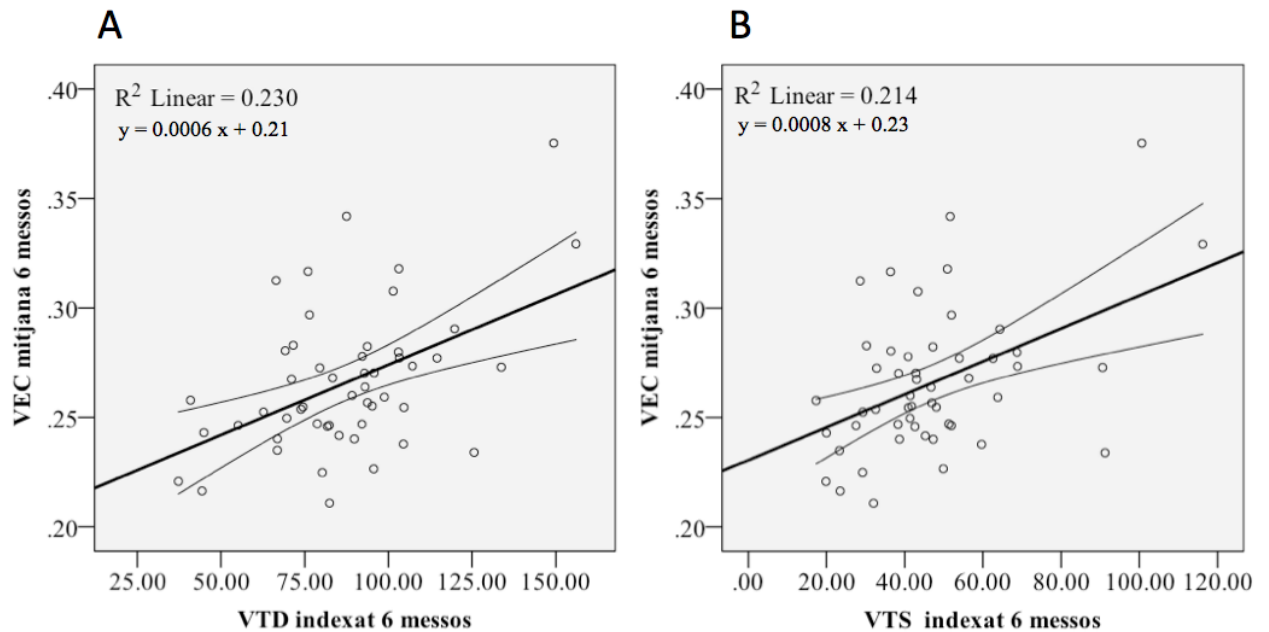 A
R² Linear = 0.230
y = 0.0006 x + 0.21
VEC mitjana 6 messos
.40
.35
.30
.25
.20
25.00 50.00 75.00 100.00 125.00 150.00
VTD indexat 6 messos
B
R² Linear = 0.214
y = 0.0008 x + 0.23
VEC mitjana 6 messos
.40
.35
.30
.25
.20
.00 20.00 40.00 60.00 80.00 100.00 120.00
VTS indexat 6 messos